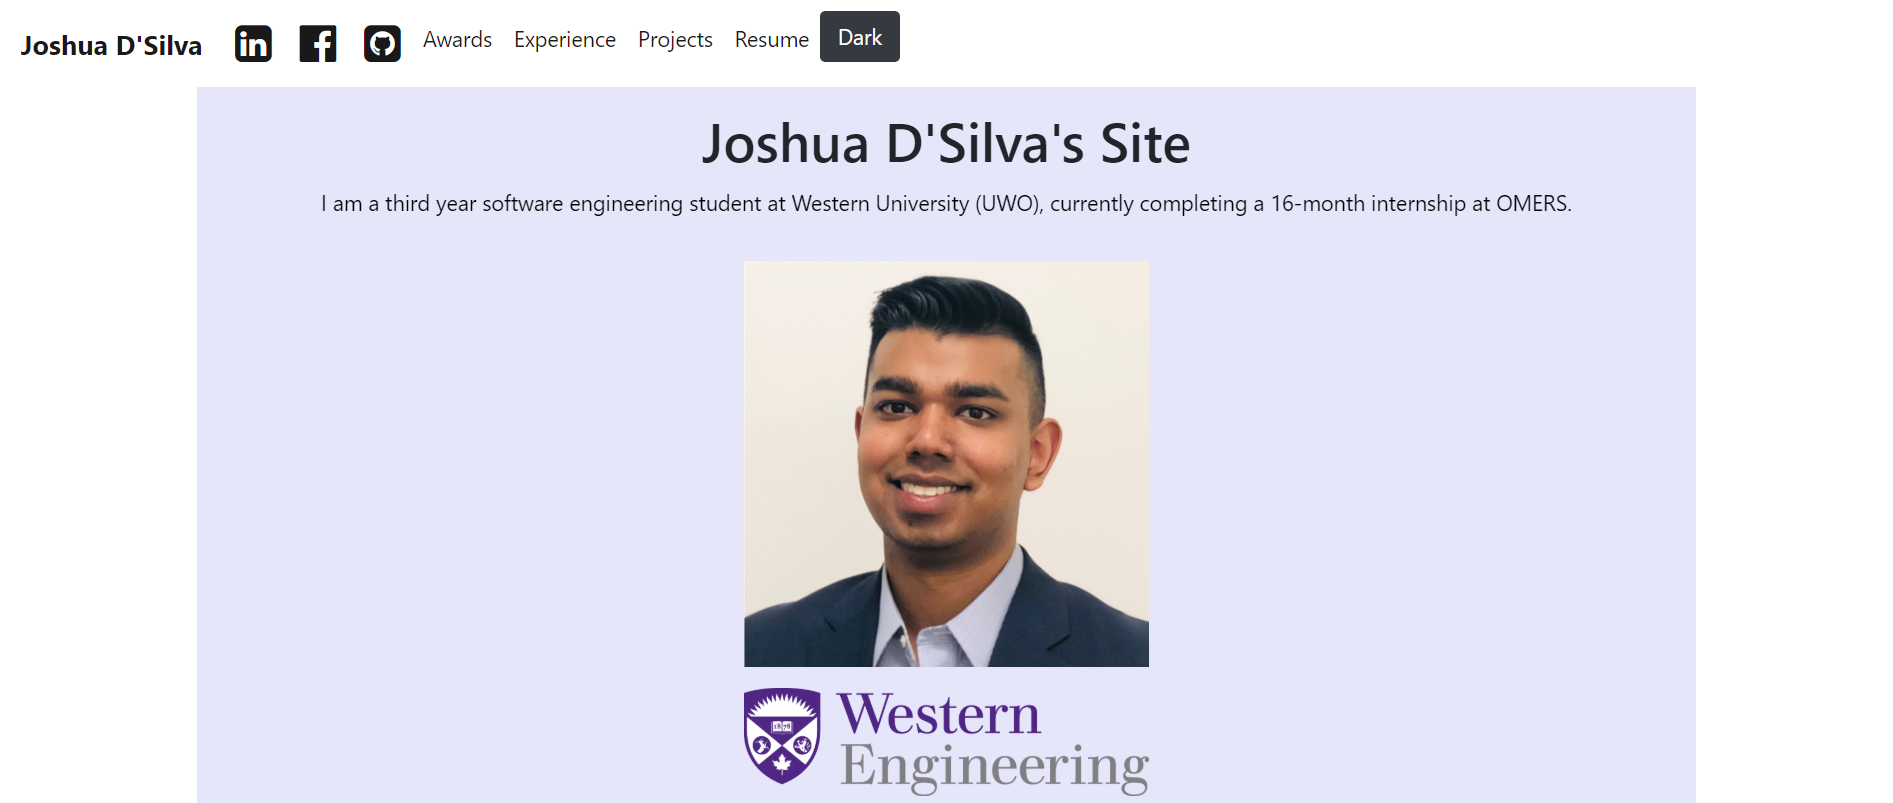 Joshua D'Silva in Awards Experience Projects Resume Dark
Joshua D'Silva's Site
I am a third year software engineering student at Western University (UWO), currently completing a 16-month internship at OMERS.
1878
Western
Engineering